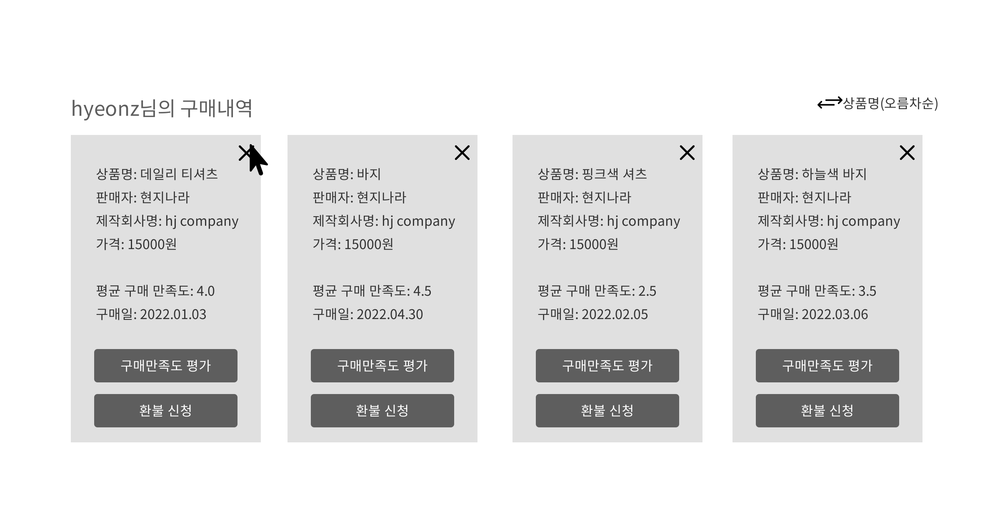 hyeonz님의 구매내역
상품명(오름차순)
상품명: 데일리 티셔츠
판매자: 현지나라
제작회사명: hj company
가격: 15000원
평균 구매 만족도: 4.0
구매일: 2022.01.03
구매만족도 평가
환불 신청
상품명: 바지
판매자: 현지나라
제작회사명: hj company
가격: 15000원
평균 구매 만족도: 4.5
구매일: 2022.04.30
구매만족도 평가
환불 신청
상품명: 핑크색 셔츠
판매자: 현지나라
제작회사명: hj company
가격: 15000원
평균 구매 만족도: 2.5
구매일: 2022.02.05
구매만족도 평가
환불 신청
상품명: 하늘색 바지
판매자: 현지나라
제작회사명: hj company
가격: 15000원
평균 구매 만족도: 3.5
구매일: 2022.03.06
구매만족도 평가
환불 신청